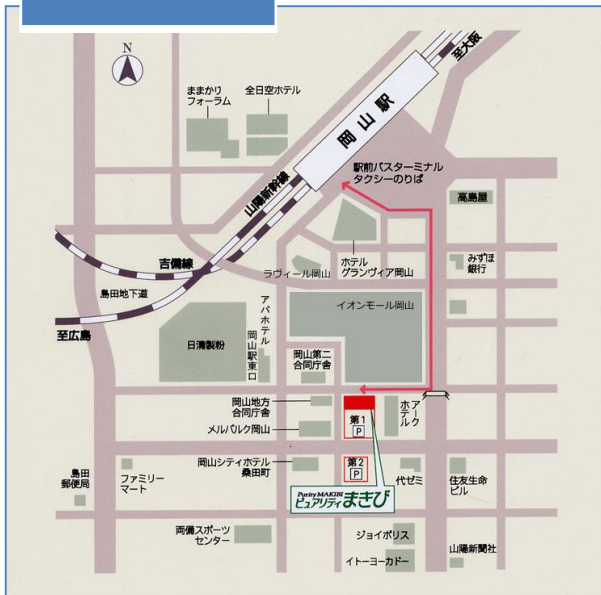 至大阪
N
ままかり
フォーラム
全日空ホテル
岡山駅
駅前バスターミナル
タクシーのりば
山陽新幹線
高島屋
吉備線
ラヴィール岡山
ホテル
グランヴィア岡山
みずほ
銀行
島田地下道
イオンモール岡山
至広島
日清製粉
アパホテル
岡山駅東口
岡山第二
合同庁舎
岡山地方
合同庁舎
アーク
ホテル
メルパルク岡山
第1
P
島田
郵便局
ファミリー
マート
岡山シティホテル
桑田町
第2
P
代ゼミ
住友生命
ビル
Purity MAKIBI
ピュアリティまきび
両備スポーツ
センター
ジョイポリス
イトーヨーカドー
山陽新聞社